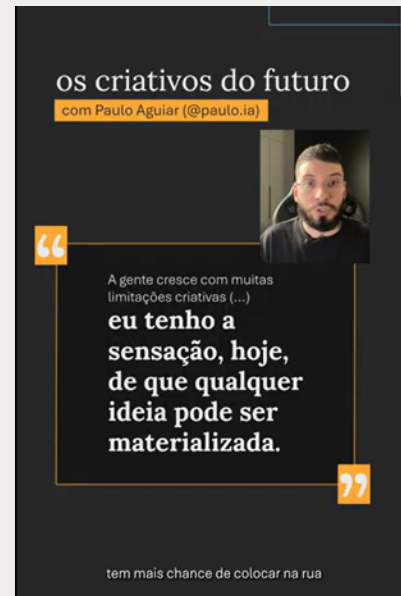 os criativos do futuro
com Paulo Aguiar (@paulo.ia)
“
A gente cresce com muitas
limitações criativas (...)
eu tenho a
sensação, hoje,
de que qualquer
ideia pode ser
materializada.
”
tem mais chance de colocar na rua